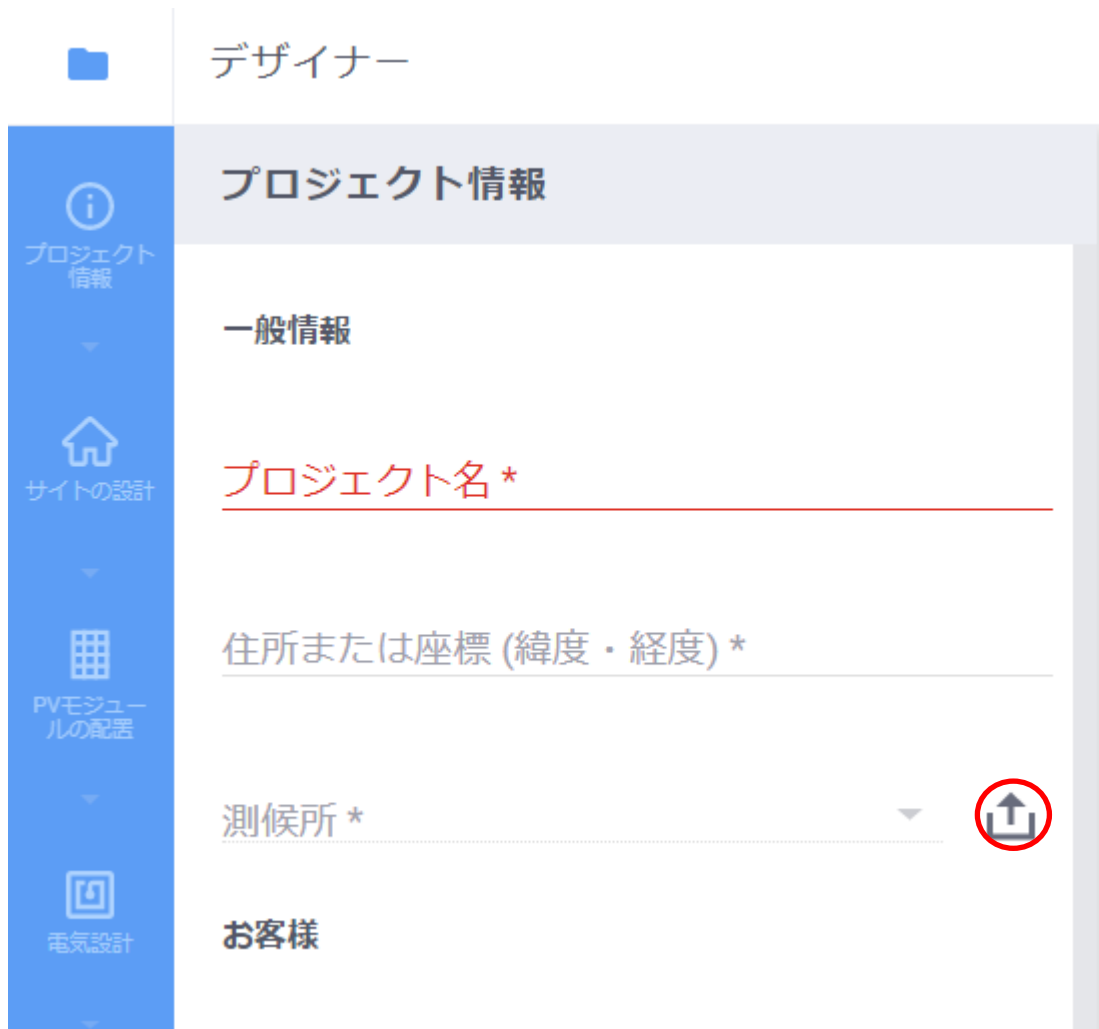 デザイナー
プロジェクト情報
プロジェクト
情報
サイトの設計
PVモジュー
ルの配置
電気設計
一般情報
プロジェクト名 *
住所または座標 (緯度・経度) *
測候所 *
お客様